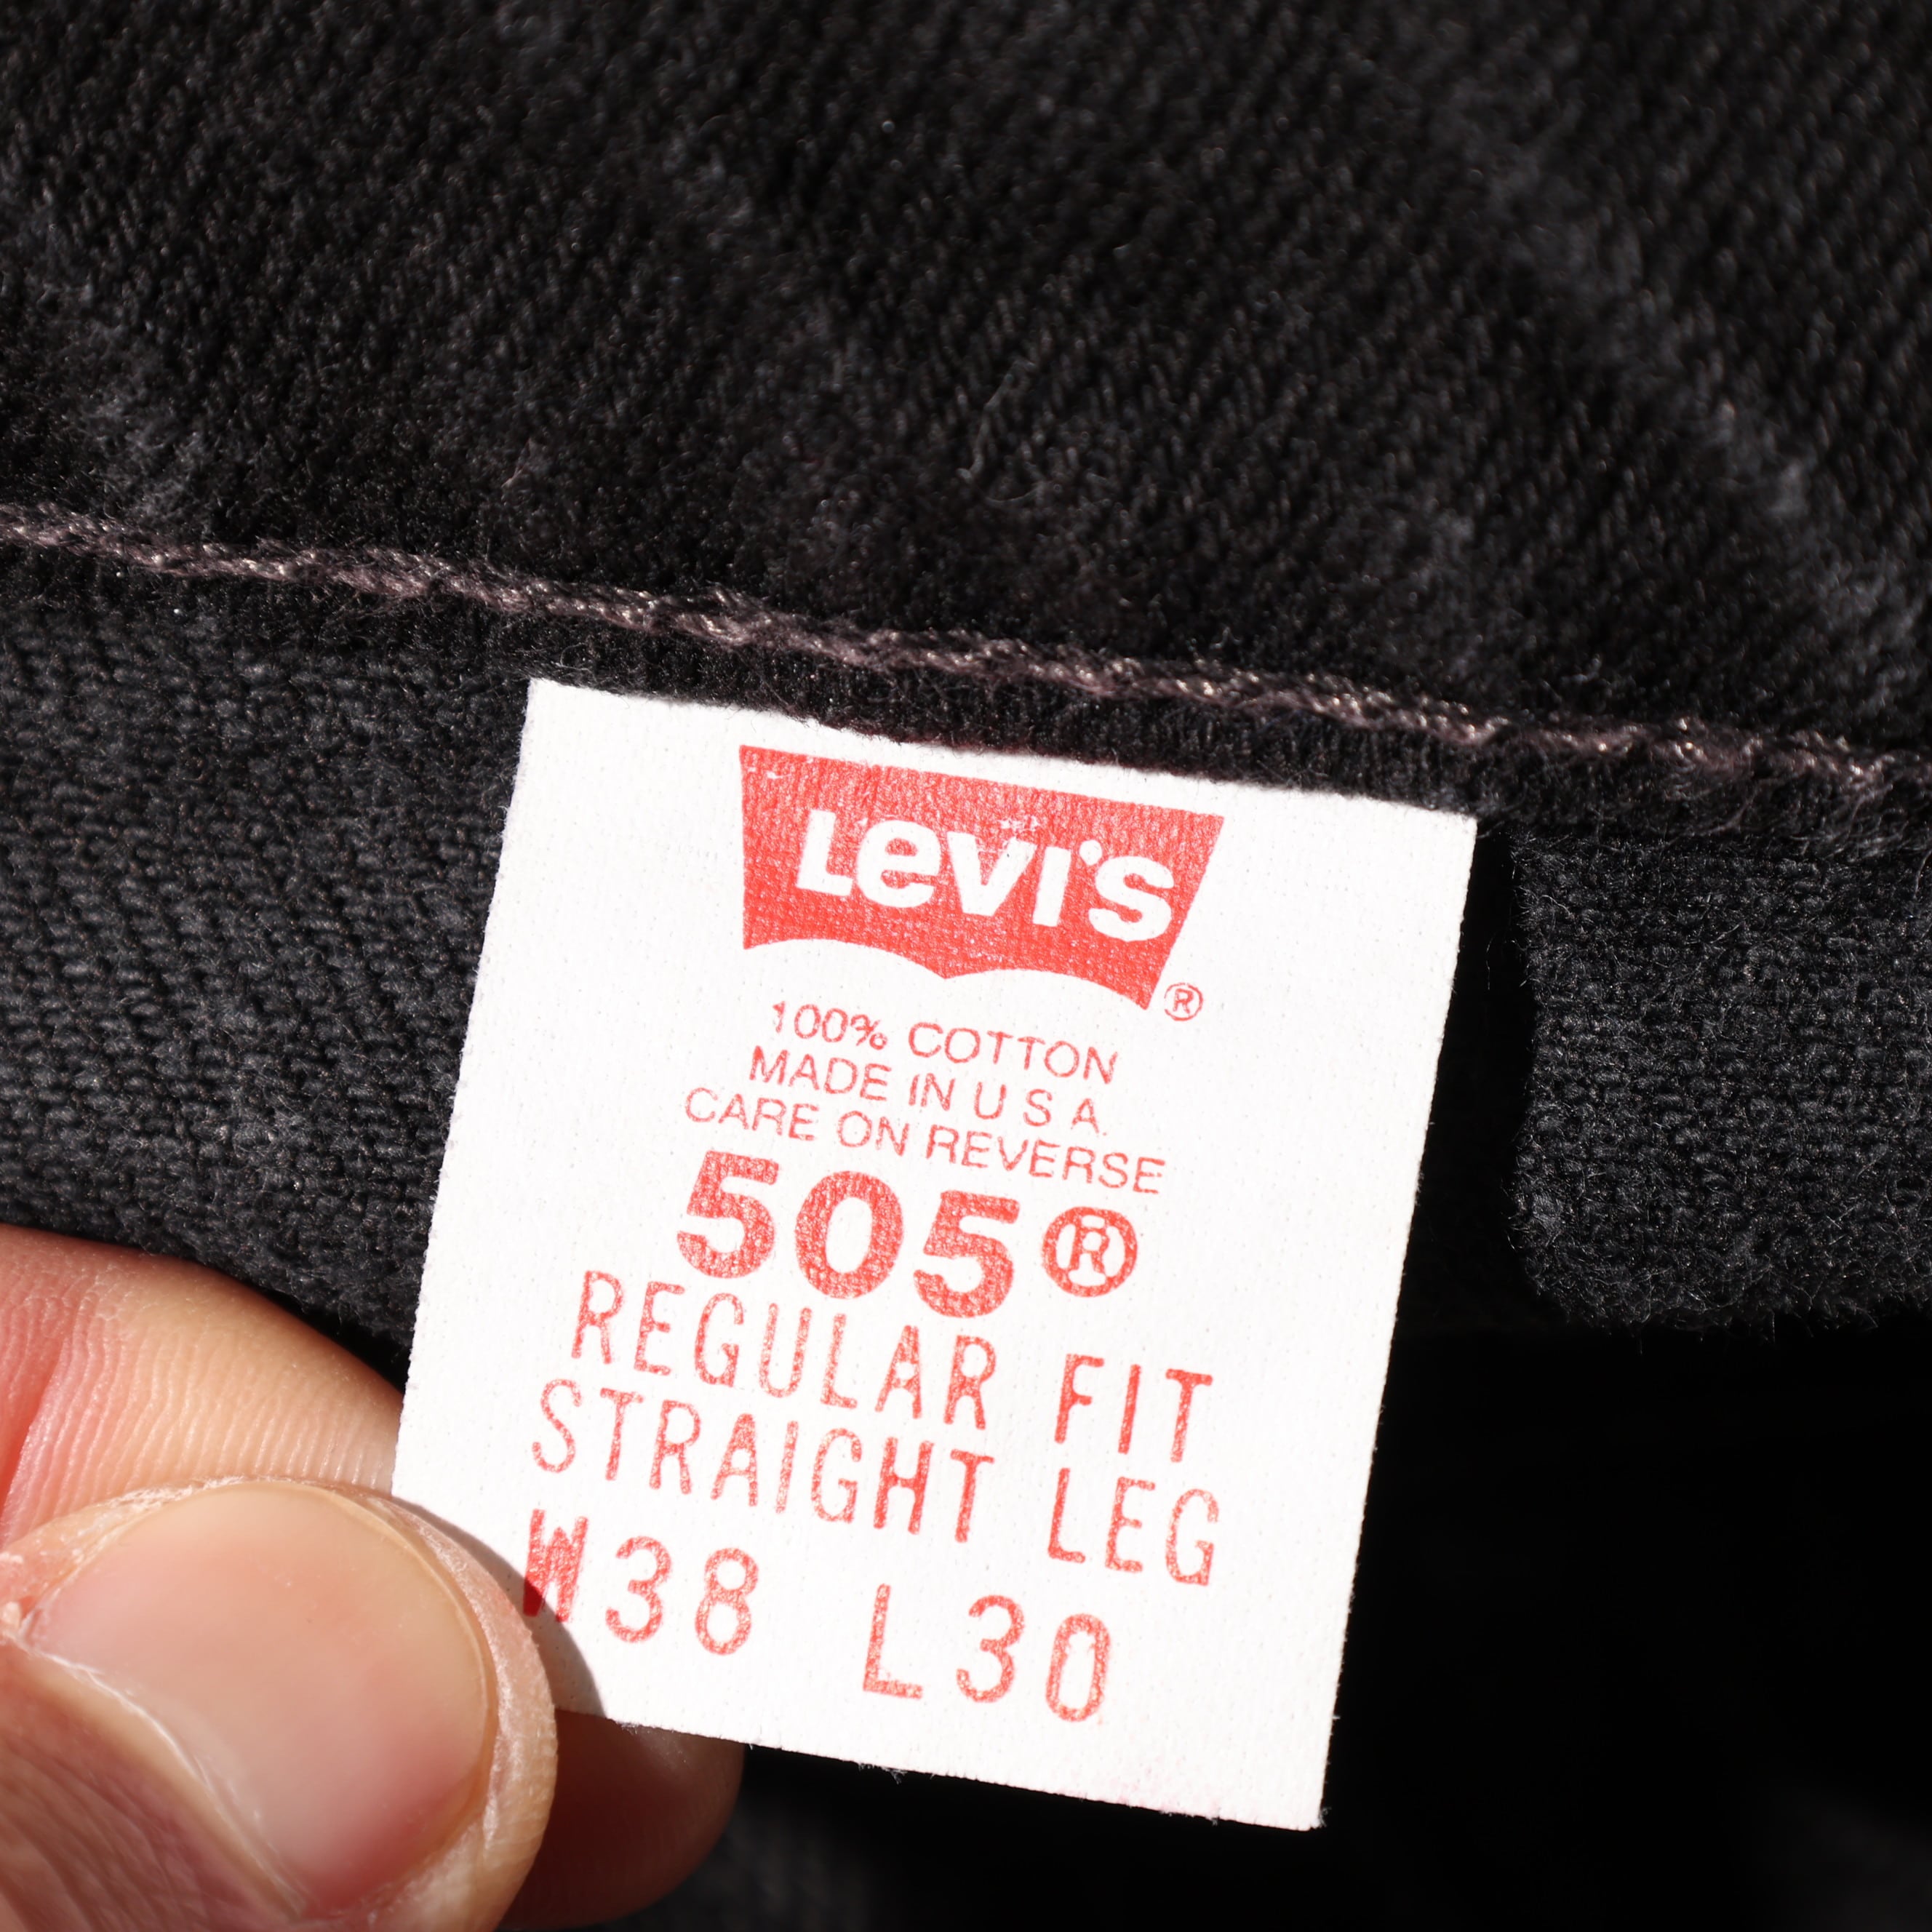 Levi's
®
100% COTTON
MADE IN U S A.
CARE ON REVERSE
505®
REGULAR FIT
STRAIGHT LEG
W38 L30